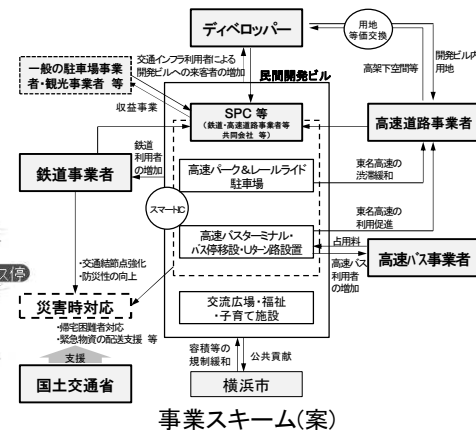 ディベロッパー
用地
等価交換
交通インフラ利用者による
開発ビルへの来客者の増加
高架下空間等
開発ビル内
用地
一般の駐車場事業
者・観光事業者 等
民間開発ビル
収益事業
SPC 等
(鉄道・高速道路事業者等
共同会社 等)
高速道路事業者
鉄道
利用者
の増加
鉄道事業者
高速パーク&レールライド
駐車場
東名高速の
渋滞緩和
スマートIC
東名高速の
利用促進
高速バスターミナル・
バス停移設・Uターン路設置
占用料
高速バス事業者
高速バス
利用者
の増加
ス停
・交通結節点強化
・防災性の向上
災害時対応
・帰宅困難者対応
・緊急物資の配送支援 等
交流広場・福祉
・子育て施設
支援
容積等の
規制緩和
公共貢献
国土交通省
横浜市
事業スキーム(案)